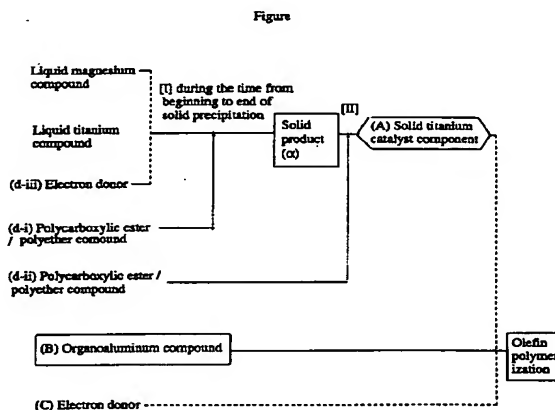 Figure
Liquid magnesium
compound
[I] during the time from
beginning to end of
solid precipitation
Liquid titanium
compound
Solid
product
(α)
[II]
(A) Solid titanium
catalyst component
(d-iii) Electron donor
(d-i) Polycarboxylic ester
/ polyether comound
(d-ii) Polycarboxylic ester /
polyether compound
(B) Organoaluminum compound
Olefin
polymer
ization
(C) Electron donor